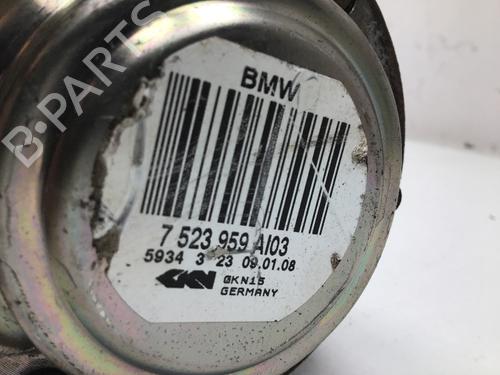 B-PARTS
BMW
7 523 959 AI03
5934 3 23 09.01.08
GKN GKN15
GERMANY